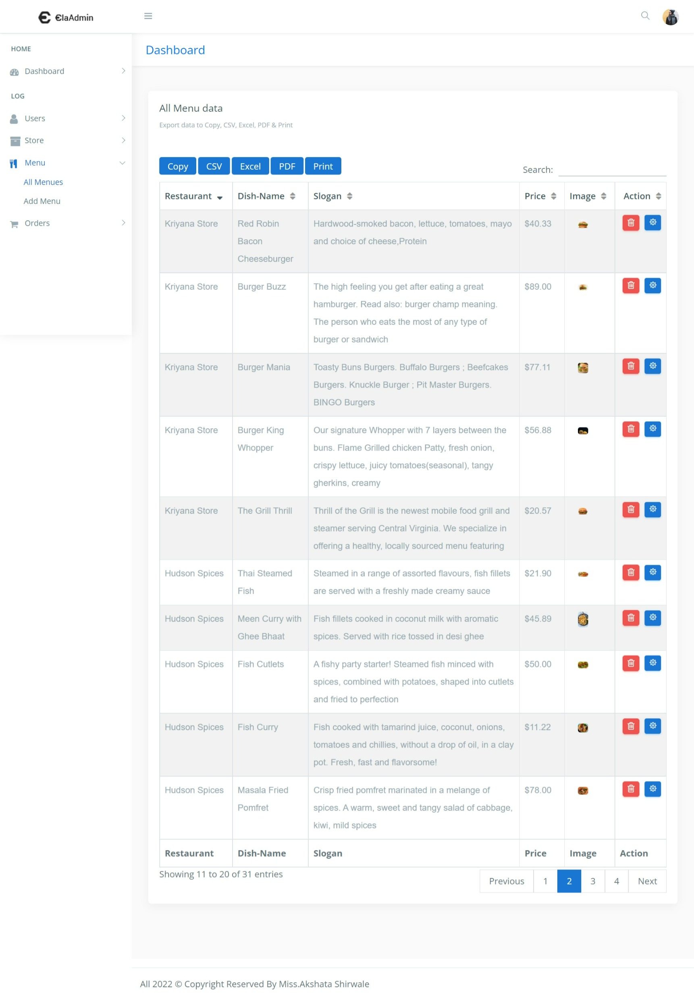 ElaAdmin
HOME
Dashboard
LOG
Users
Store
Menu
All Menues
Add Menu
Orders
Dashboard
All Menu data
Export data to Copy, CSV, Excel, PDF & Print
Copy CSV Excel PDF Print
Search:
Restaurant Dish-Name Slogan Price Image Action
Kriyana Store Red Robin Hardwood-smoked bacon, lettuce, tomatoes, mayo $40.33
Bacon and choice of cheese,Protein
Cheeseburger
Kriyana Store Burger Buzz The high feeling you get after eating a great $89.00
hamburger. Read also: burger champ meaning.
The person who eats the most of any type of
burger or sandwich
Kriyana Store Burger Mania Toasty Buns Burgers. Buffalo Burgers ; Beefcakes $77.11
Burgers. Knuckle Burger ; Pit Master Burgers.
BINGO Burgers
Kriyana Store Burger King Our signature Whopper with 7 layers between the $56.88
Whopper buns. Flame Grilled chicken Patty, fresh onion,
crispy lettuce, juicy tomatoes(seasonal), tangy
gherkins, creamy
Kriyana Store The Grill Thrill Thrill of the Grill is the newest mobile food grill and $20.57
steamer serving Central Virginia. We specialize in
offering a healthy, locally sourced menu featuring
Hudson Spices Thai Steamed Steamed in a range of assorted flavours, fish fillets $21.90
Fish are served with a freshly made creamy sauce
Hudson Spices Meen Curry with Fish fillets cooked in coconut milk with aromatic $45.89
Ghee Bhaat spices. Served with rice tossed in desi ghee
Hudson Spices Fish Cutlets A fishy party starter! Steamed fish minced with $50.00
spices, combined with potatoes, shaped into cutlets
and fried to perfection
Hudson Spices Fish Curry Fish cooked with tamarind juice, coconut, onions, $11.22
tomatoes and chillies, without a drop of oil, in a clay
pot. Fresh, fast and flavorsome!
Hudson Spices Masala Fried Crisp fried pomfret marinated in a melange of $78.00
Pomfret spices. A warm, sweet and tangy salad of cabbage,
kiwi, mild spices
Restaurant Dish-Name Slogan Price Image Action
Showing 11 to 20 of 31 entries
Previous 1 2 3 4 Next
All 2022 © Copyright Reserved By Miss.Akshata Shirwale